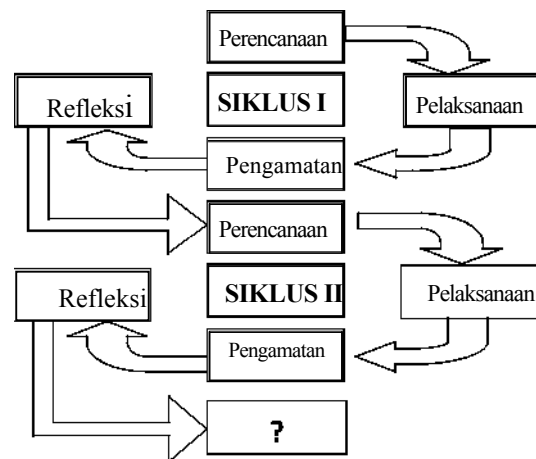 Perencanaan
Refleksi
SIKLUS I
Pelaksanaan
Pengamatan
Perencanaan
Refleksi
SIKLUS II
Pelaksanaan
Pengamatan
?